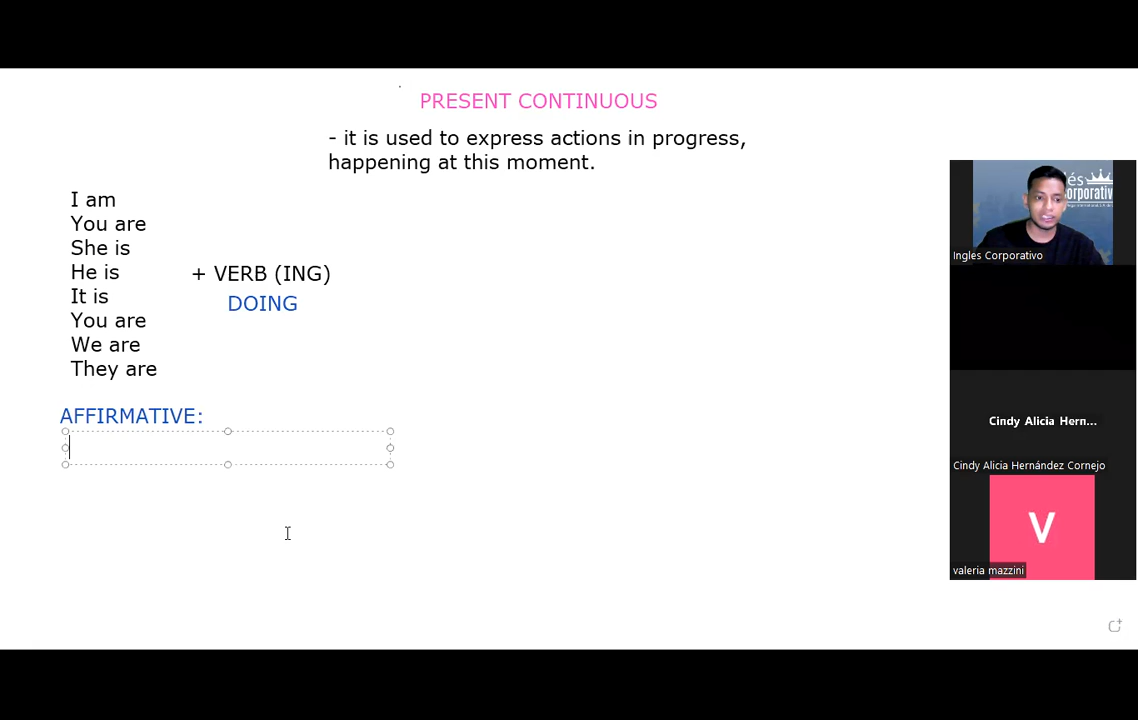 PRESENT CONTINUOUS
- it is used to express actions in progress,
happening at this moment.
I am
You are
She is
He is
It is
You are
We are
They are
+ VERB (ING)
DOING
AFFIRMATIVE:
és
orporativ
Ingles Corporativo
Cindy Alicia Hern...
Cindy Alicia Hernández Cornejo
V
valeria mazzini